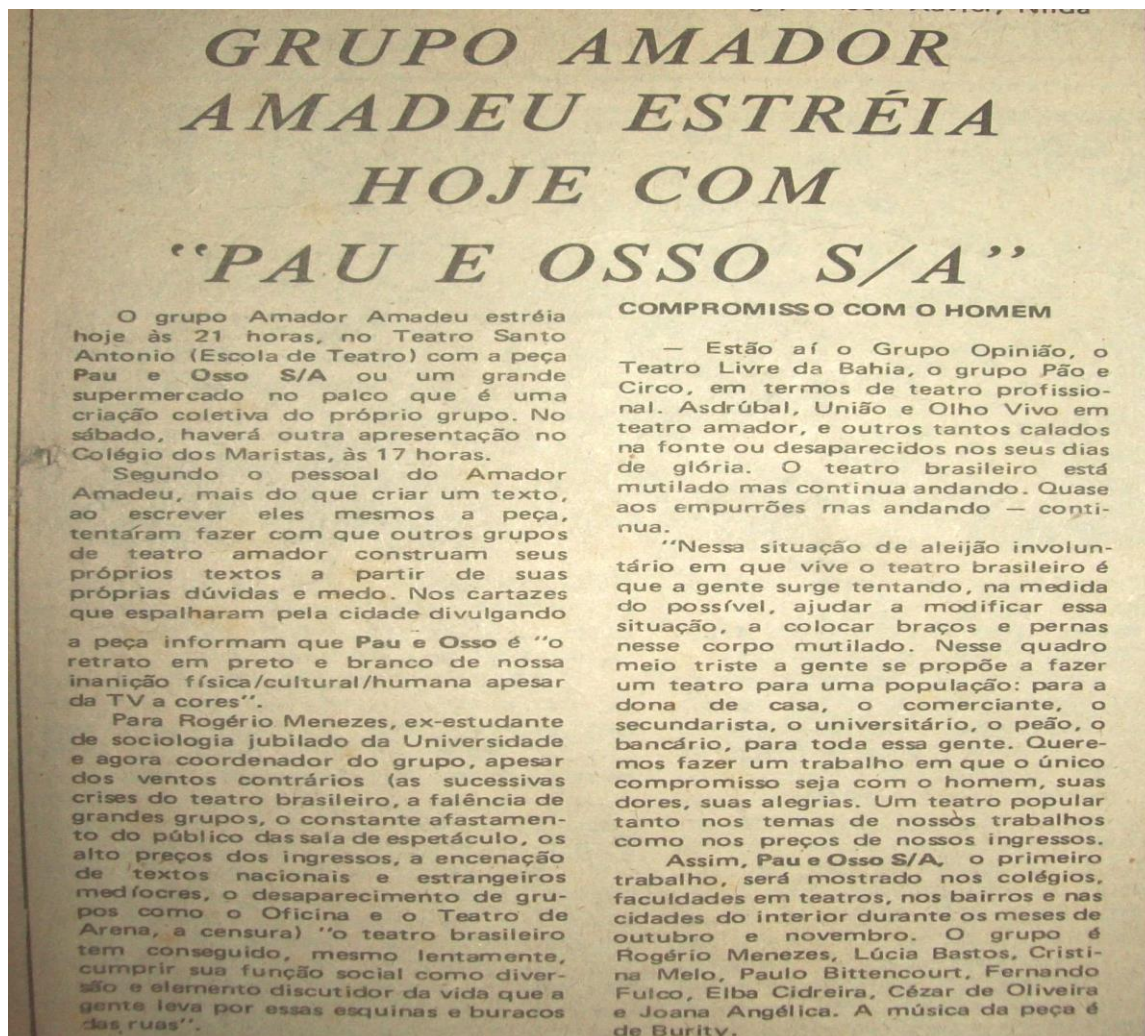 Xavier, Nilda
GRUPO AMADOR
AMADEU ESTRÉIA
HOJE COM
"PAU E OSSO S/A"
O grupo Amador Amadeu estréia
hoje às 21 horas, no Teatro Santo
Antonio (Escola de Teatro) com a peça
Pau e Osso S/A ou um grande
supermercado no palco que é uma
criação coletiva do próprio grupo. No
sábado, haverá outra apresentação no
Colégio dos Maristas, às 17 horas.
Segundo o pessoal do Amador
Amadeu, mais do que criar um texto,
ao escrever eles mesmos a peça,
tentaram fazer com que outros grupos
de teatro amador construam seus
próprios textos a partir de suas
próprias dúvidas e medo. Nos cartazes
que espalharam pela cidade divulgando
a peça informam que Pau e Osso é "o
retrato em preto e branco de nossa
inanição física/cultural/humana apesar
da TV a cores".
Para Rogério Menezes, ex-estudante
de sociologia jubilado da Universidade
e agora coordenador do grupo, apesar
dos ventos contrários (as sucessivas
crises do teatro brasileiro, a falência de
grandes grupos, o constante afastamen-
to do público das sala de espetáculo, os
alto preços dos ingressos, a encenação
de textos nacionais e estrangeiros
medíocres, o desaparecimento de gru-
pos como o Oficina e o Teatro de
Arena, a censura) "o teatro brasileiro
tem conseguido, mesmo lentamente,
cumprir sua função social como diver-
são e elemento discutidor da vida que a
gente leva por essas esquinas e buracos
das ruas".
COMPROMISSO COM O HOMEM
— Estão aí o Grupo Opinião, o
Teatro Livre da Bahia, o grupo Pão e
Circo, em termos de teatro profissio-
nal. Asdrúbal, União e Olho Vivo em
teatro amador, e outros tantos calados
na fonte ou desaparecidos nos seus dias
de glória. O teatro brasileiro está
mutilado mas continua andando. Quase
aos empurrões mas andando — conti-
nua.
"Nessa situação de aleijão involun-
tário em que vive o teatro brasileiro é
que a gente surge tentando, na medida
do possível, ajudar a modificar essa
situação, a colocar braços e pernas
nesse corpo mutilado. Nesse quadro
meio triste a gente se propõe a fazer
um teatro para uma população: para a
dona de casa, o comerciante, o
secundarista, o universitário, o peão, o
bancário, para toda essa gente. Quere-
mos fazer um trabalho em que o único
compromisso seja com o homem, suas
dores, suas alegrias. Um teatro popular
tanto nos temas de nossos trabalhos
como nos preços de nossos ingressos.
Assim, Pau e Osso S/A, o primeiro
trabalho, será mostrado nos colégios,
faculdades em teatros, nos bairros e nas
cidades do interior durante os meses de
outubro e novembro. O grupo é
Rogério Menezes, Lúcia Bastos, Cristi-
na Melo, Paulo Bittencourt, Fernando
Fulco, Elba Cidreira, Cézar de Oliveira
e Joana Angélica. A música da peça é
de Burity.